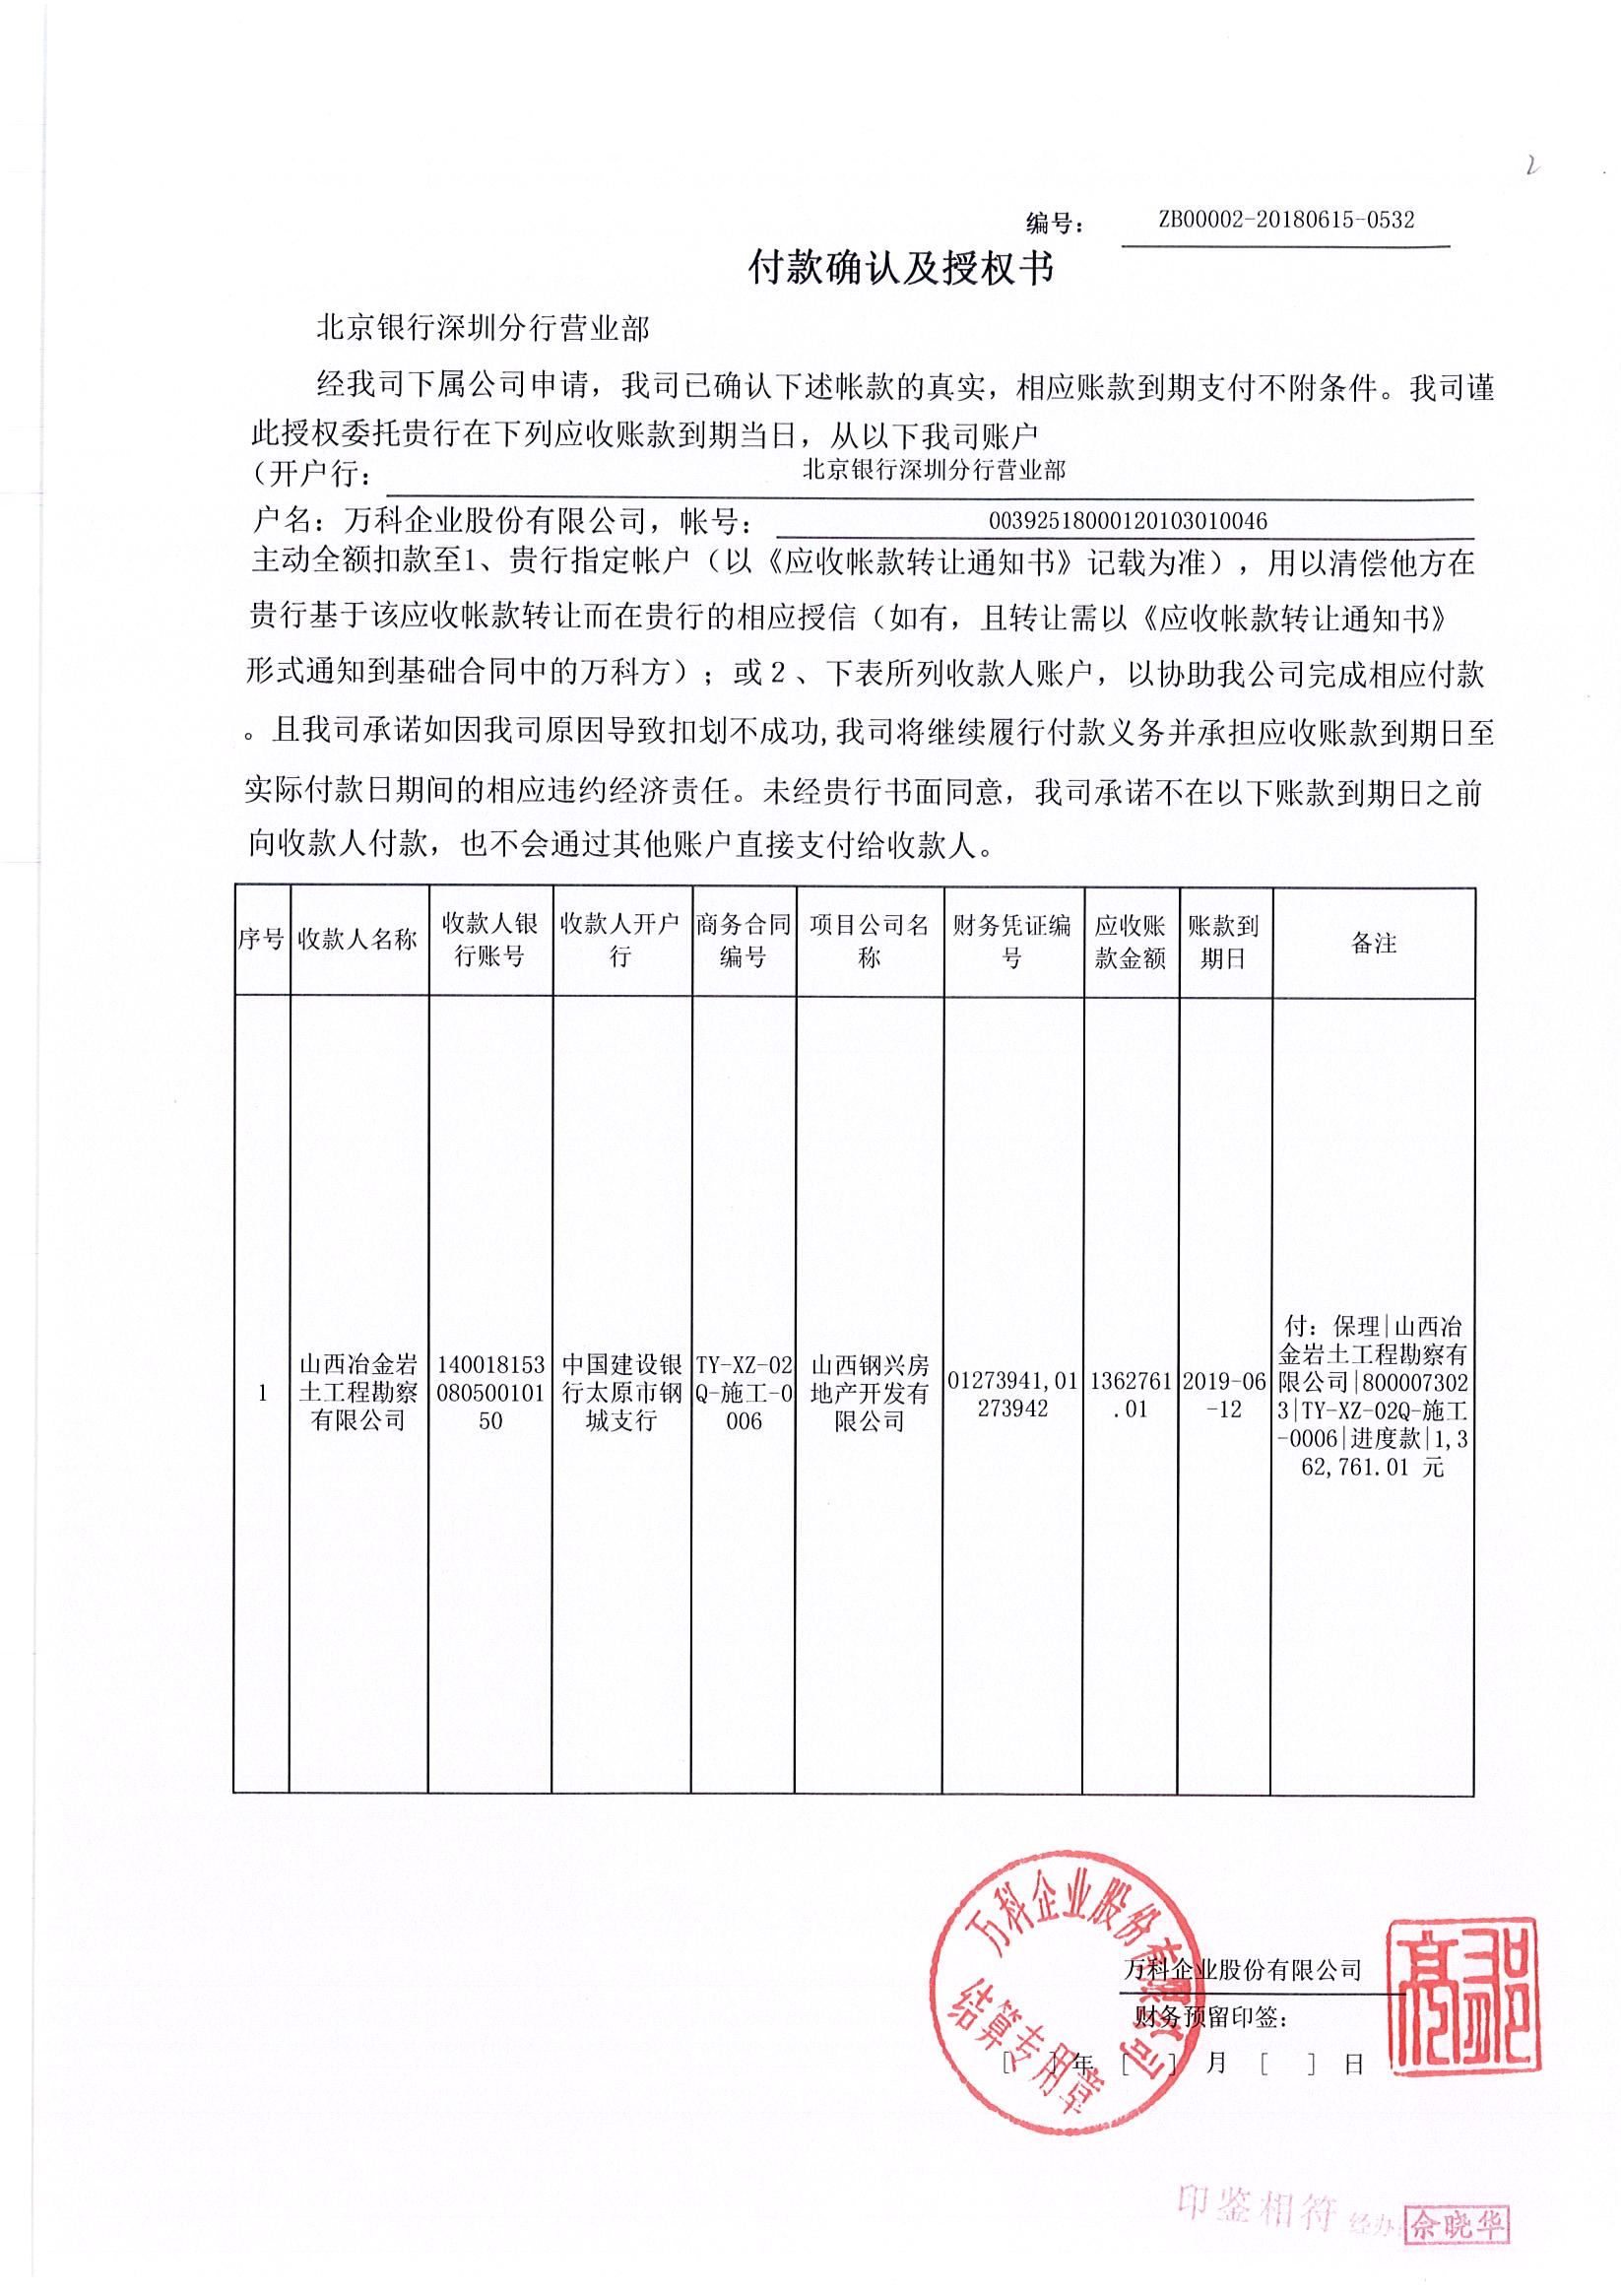 2
编号： ZB00002-20180615-0532
付款确认及授权书
北京银行深圳分行营业部
经我司下属公司申请，我司已确认下述帐款的真实，相应账款到期支付不附条件。我司谨
此授权委托贵行在下列应收账款到期当日，从以下我司账户
（开户行： 北京银行深圳分行营业部
户名：万科企业股份有限公司，帐号： 00392518000120103010046
主动全额扣款至1、贵行指定帐户（以《应收帐款转让通知书》记载为准），用以清偿他方在
贵行基于该应收帐款转让而在贵行的相应授信（如有，且转让需以《应收帐款转让通知书》
形式通知到基础合同中的万科方）；或２、下表所列收款人账户，以协助我公司完成相应付款
。且我司承诺如因我司原因导致扣划不成功,我司将继续履行付款义务并承担应收账款到期日至
实际付款日期间的相应违约经济责任。未经贵行书面同意，我司承诺不在以下账款到期日之前
向收款人付款，也不会通过其他账户直接支付给收款人。
序号
收款人名称
收款人银
行账号
收款人开户
行
商务合同
编号
项目公司名
称
财务凭证编
号
应收账
款金额
账款到
期日
备注
1
山西冶金岩
土工程勘察
有限公司
140018153
080500101
50
中国建设银
行太原市钢
城支行
TY-XZ-02
Q-施工-0
006
山西钢兴房
地产开发有
限公司
01273941,01
273942
1362761
.01
2019-06
-12
付：保理|山西冶
金岩土工程勘察有
限公司|800007302
3|TY-XZ-02Q-施工
-0006|进度款|1,3
62,761.01 元
万科企业股份有限公司
结算专用章
万科企业股份有限公司
财务预留印签：
[ ]年 [ ] 月 [ ] 日
印鉴相符 经办: 佘晓华